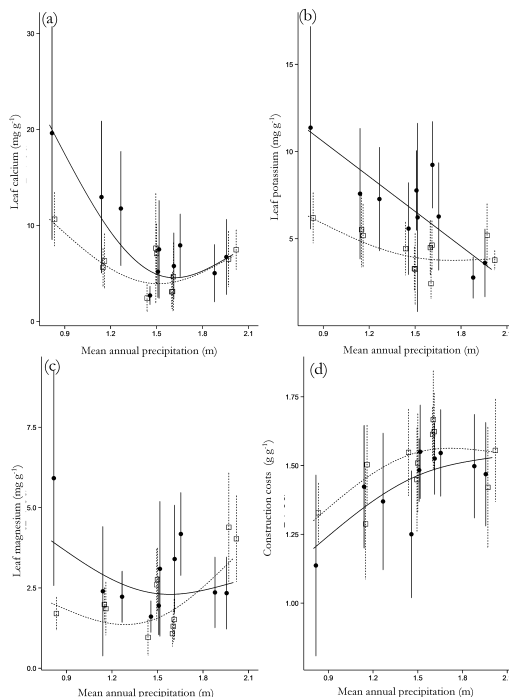 (a)
Leaf calcium (mg g-1)
30
20
10
0
0.9 1.2 1.5 1.8 2.1
Mean annual precipitation (m)
(b)
Leaf potassium (mg g-1)
15
10
5
0.9 1.2 1.5 1.8 2.1
Mean annual precipitation (m)
(c)
Leaf magnesium (mg g-1)
7.5
5.0
2.5
0.0
0.9 1.2 1.5 1.8 2.1
Mean annual precipitation (m)
(d)
Construction costs (g g-1)
1.75
1.50
1.25
1.00
0.9 1.2 1.5 1.8 2.1
Mean annual precipitation (m)